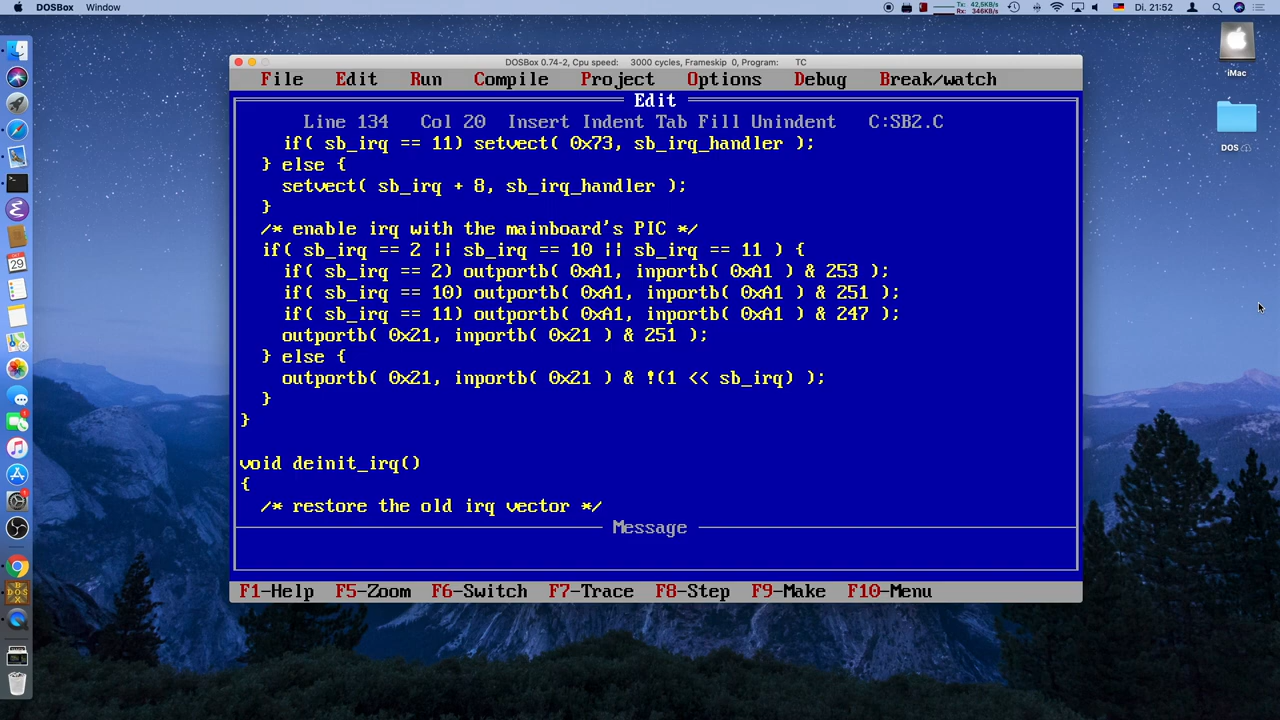 DOSBox Window
Tx: 42,5KB/s
Rx: 346KB/s
Di. 21:52
DOSBox 0.74-2, Cpu speed: 3000 cycles, Frameskip 0, Program: TC
File Edit Run Compile Project Options Debug Break/watch
Edit
Line 134 Col 20 Insert Indent Tab Fill Unindent C:SB2.C
if( sb_irq == 11) setvect( 0x73, sb_irq_handler );
} else {
setvect( sb_irq + 8, sb_irq_handler );
}
/* enable irq with the mainboard's PIC */
if( sb_irq == 2 || sb_irq == 10 || sb_irq == 11 ) {
if( sb_irq == 2) outportb( 0xA1, inportb( 0xA1 ) & 253 );
if( sb_irq == 10) outportb( 0xA1, inportb( 0xA1 ) & 251 );
if( sb_irq == 11) outportb( 0xA1, inportb( 0xA1 ) & 247 );
outportb( 0x21, inportb( 0x21 ) & 251 );
} else {
outportb( 0x21, inportb( 0x21 ) & !(1 << sb_irq) );
}
}
void deinit_irq()
{
/* restore the old irq vector */
Message
F1-Help F5-Zoom F6-Switch F7-Trace F8-Step F9-Make F10-Menu
iMac
DOS
29